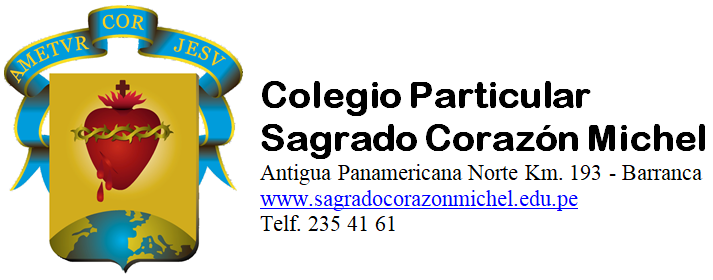 AMETVR COR JESV
Colegio Particular
Sagrado Corazón Michel
Antigua Panamericana Norte Km. 193 - Barranca
www.sagradocorazonmichel.edu.pe
Telf. 235 41 61